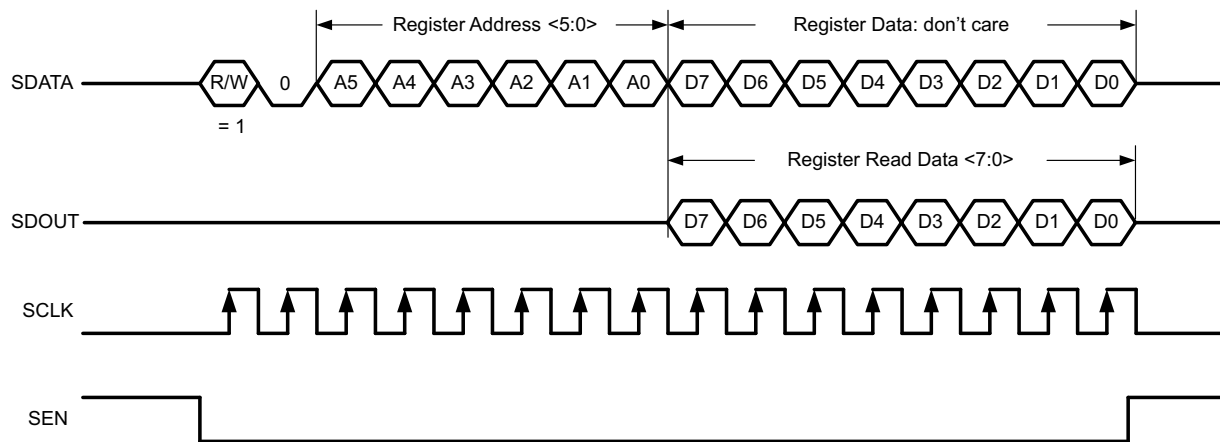 Register Address <5:0> Register Data: don't care
SDATA R/W 0 A5 A4 A3 A2 A1 A0 D7 D6 D5 D4 D3 D2 D1 D0
= 1
Register Read Data <7:0>
SDOUT D7 D6 D5 D4 D3 D2 D1 D0
SCLK
SEN